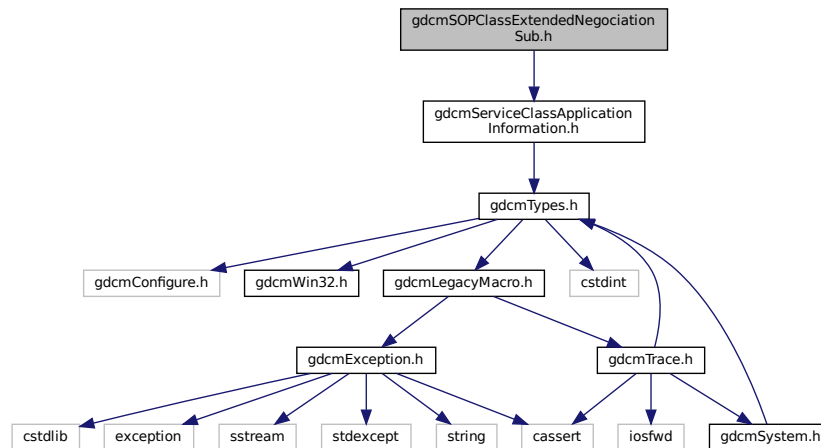 gdcmSOPClassExtendedNegociation
Sub.h
gdcmServiceClassApplication
Information.h
gdcmTypes.h
gdcmConfigure.h
gdcmWin32.h
gdcmLegacyMacro.h
cstdint
gdcmException.h
gdcmTrace.h
cstdlib
exception
sstream
stdexcept
string
cassert
iosfwd
gdcmSystem.h